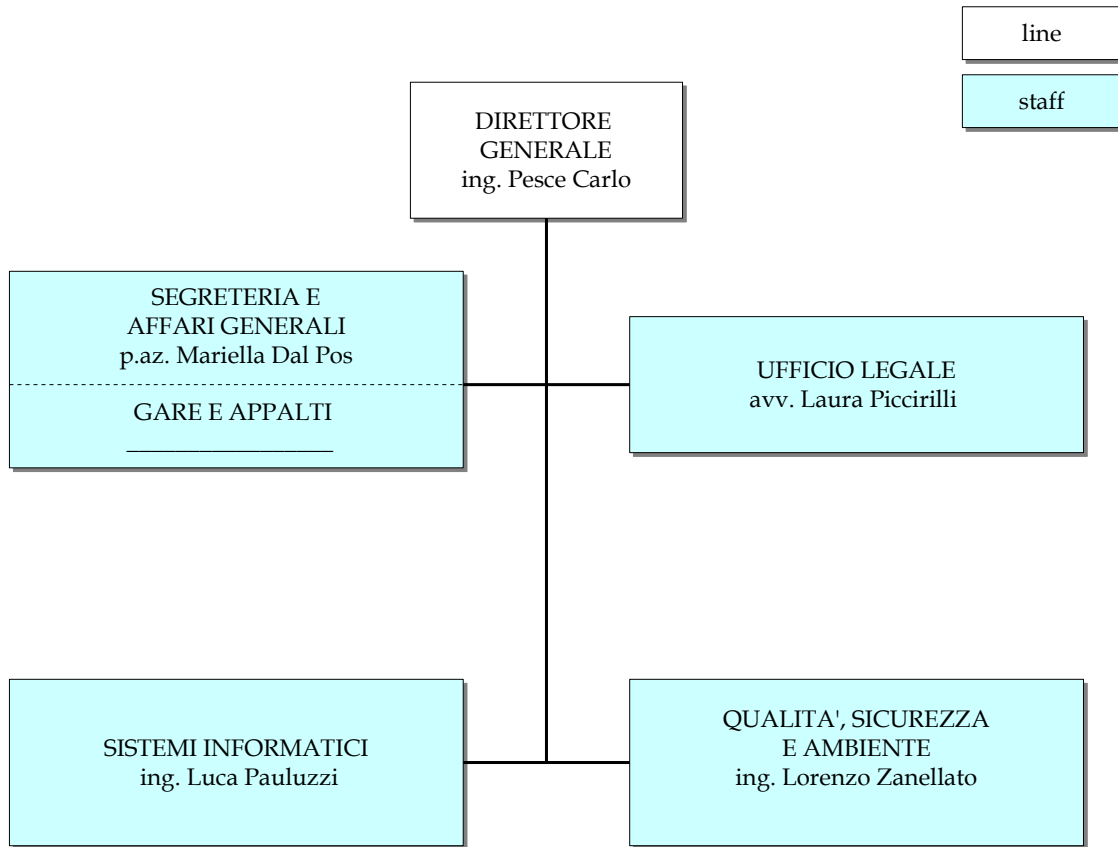 line
staff
DIRETTORE
GENERALE
ing. Pesce Carlo
SEGRETERIA E
AFFARI GENERALI
p.az. Mariella Dal Pos
GARE E APPALTI
_________________
UFFICIO LEGALE
avv. Laura Piccirilli
SISTEMI INFORMATICI
ing. Luca Pauluzzi
QUALITA', SICUREZZA
E AMBIENTE
ing. Lorenzo Zanellato